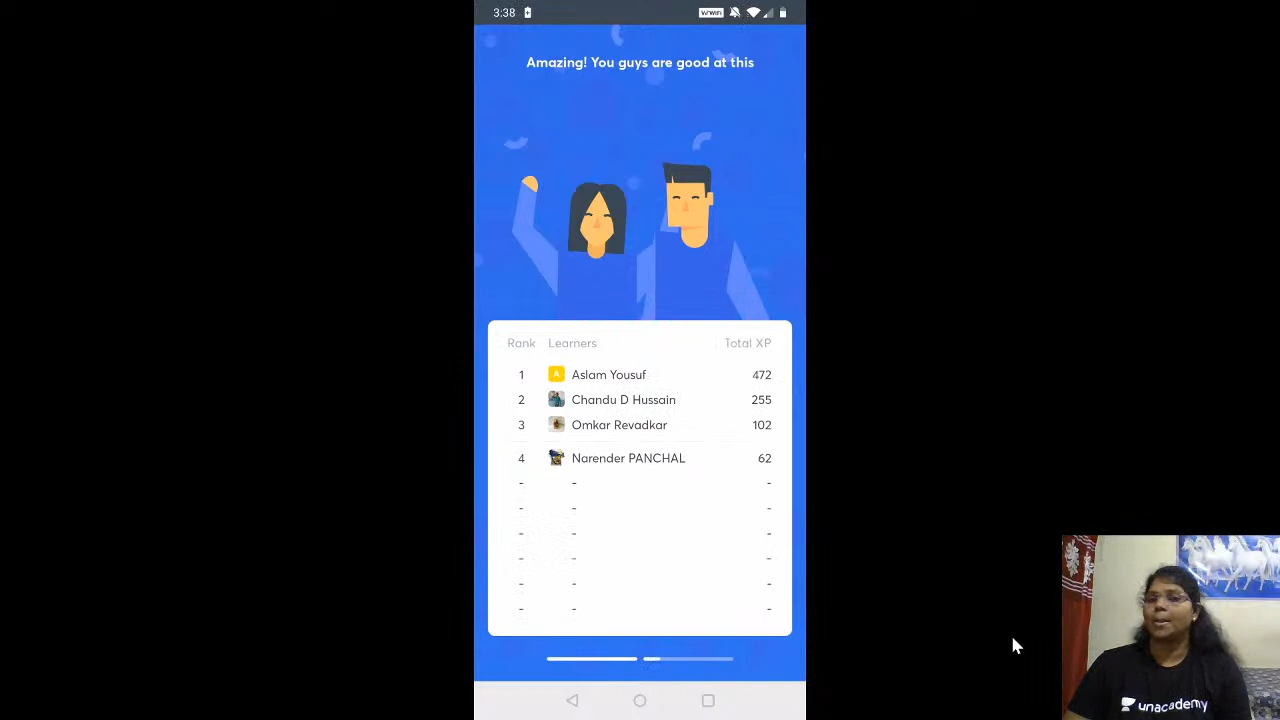 3:38
VoWiFi
Amazing! You guys are good at this
Rank Learners Total XP
1 A Aslam Yousuf 472
2 Chandu D Hussain 255
3 Omkar Revadkar 102
4 Narender PANCHAL 62
- - -
- - -
- - -
- - -
- - -
- - -
unacademy